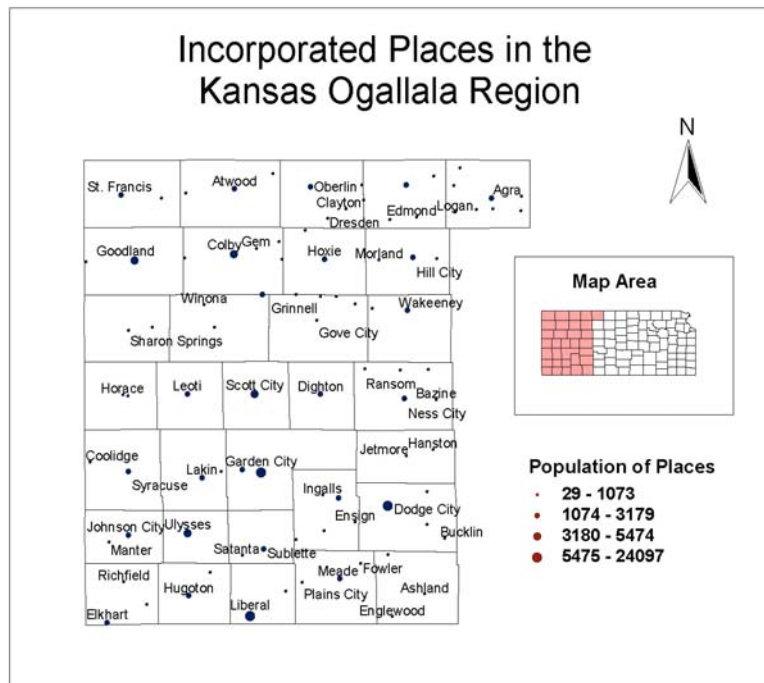 Incorporated Places in the
Kansas Ogallala Region
N
St. Francis
Atwood
Oberlin
Clayton
Dresden
Edmond
Logan
Agra
Goodland
Colby
Gem
Hoxie
Morland
Hill City
Winona
Grinnell
Wakeeney
Sharon Springs
Gove City
Map Area
Horace
Leoti
Scott City
Dighton
Ransom
Bazine
Ness City
Coolidge
Syracuse
Lakin
Garden City
Jetmore
Hanston
Ingalls
Ensign
Dodge City
Bucklin
Johnson City
Manter
Ulysses
Satanta
Sublette
Richfield
Hugoton
Elkhart
Liberal
Meade
Fowler
Plains City
Ashland
Englewood
Population of Places
29 - 1073
1074 - 3179
3180 - 5474
5475 - 24097